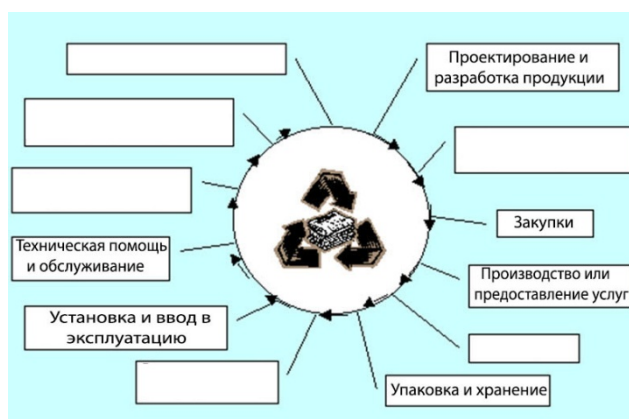 Проектирование и
разработка продукции
Закупки
Техническая помощь
и обслуживание
Производство или
предоставление услуг
Установка и ввод в
эксплуатацию
Упаковка и хранение